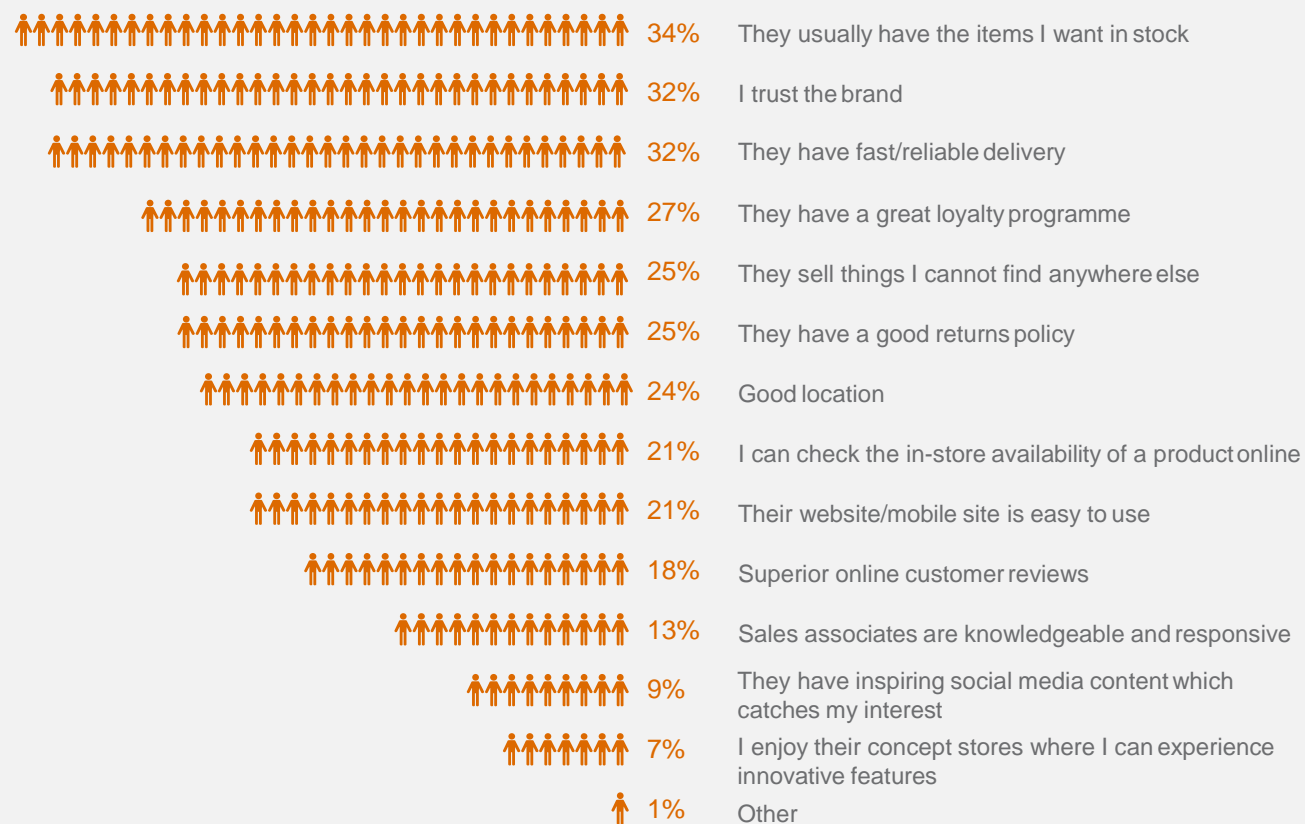 34% They usually have the items I want in stock
32% I trust the brand
32% They have fast/reliable delivery
27% They have a great loyalty programme
25% They sell things I cannot find anywhere else
25% They have a good returns policy
24% Good location
21% I can check the in-store availability of a product online
21% Their website/mobile site is easy to use
18% Superior online customer reviews
13% Sales associates are knowledgeable and responsive
9% They have inspiring social media content which
catches my interest
7% I enjoy their concept stores where I can experience
innovative features
1% Other